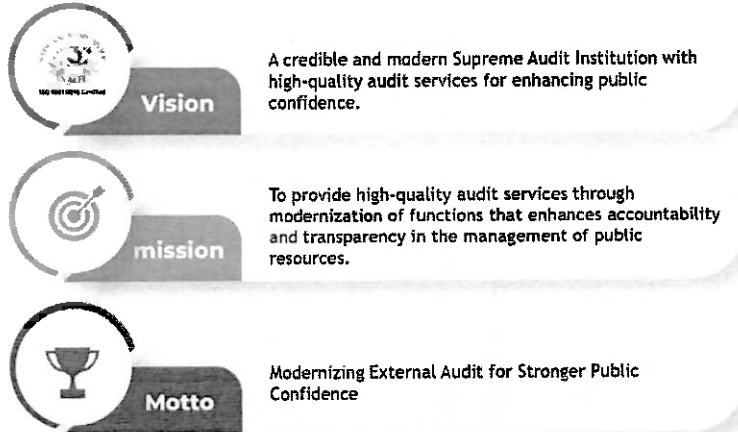 Vision
A credible and modern Supreme Audit Institution with
high-quality audit services for enhancing public
confidence.
mission
To provide high-quality audit services through
modernization of functions that enhances accountability
and transparency in the management of public
resources.
Motto
Modernizing External Audit for Stronger Public
Confidence